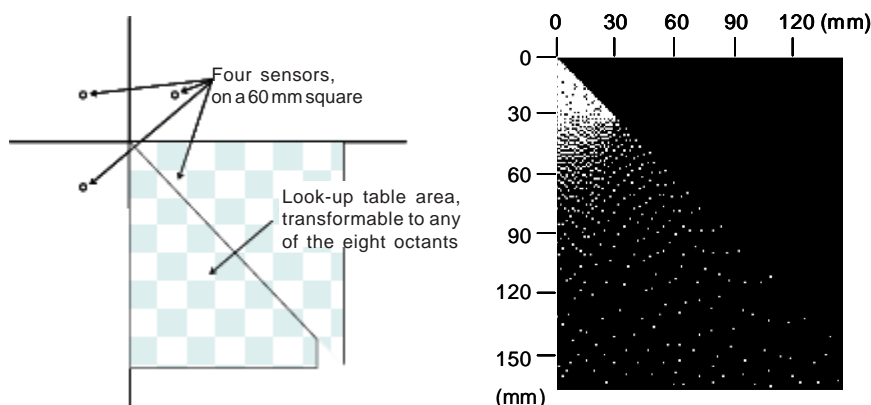 Four sensors,
on a 60 mm square
Look-up table area,
transformable to any
of the eight octants
0 30 60 90 120 (mm)
0
30
60
90
120
150
(mm)